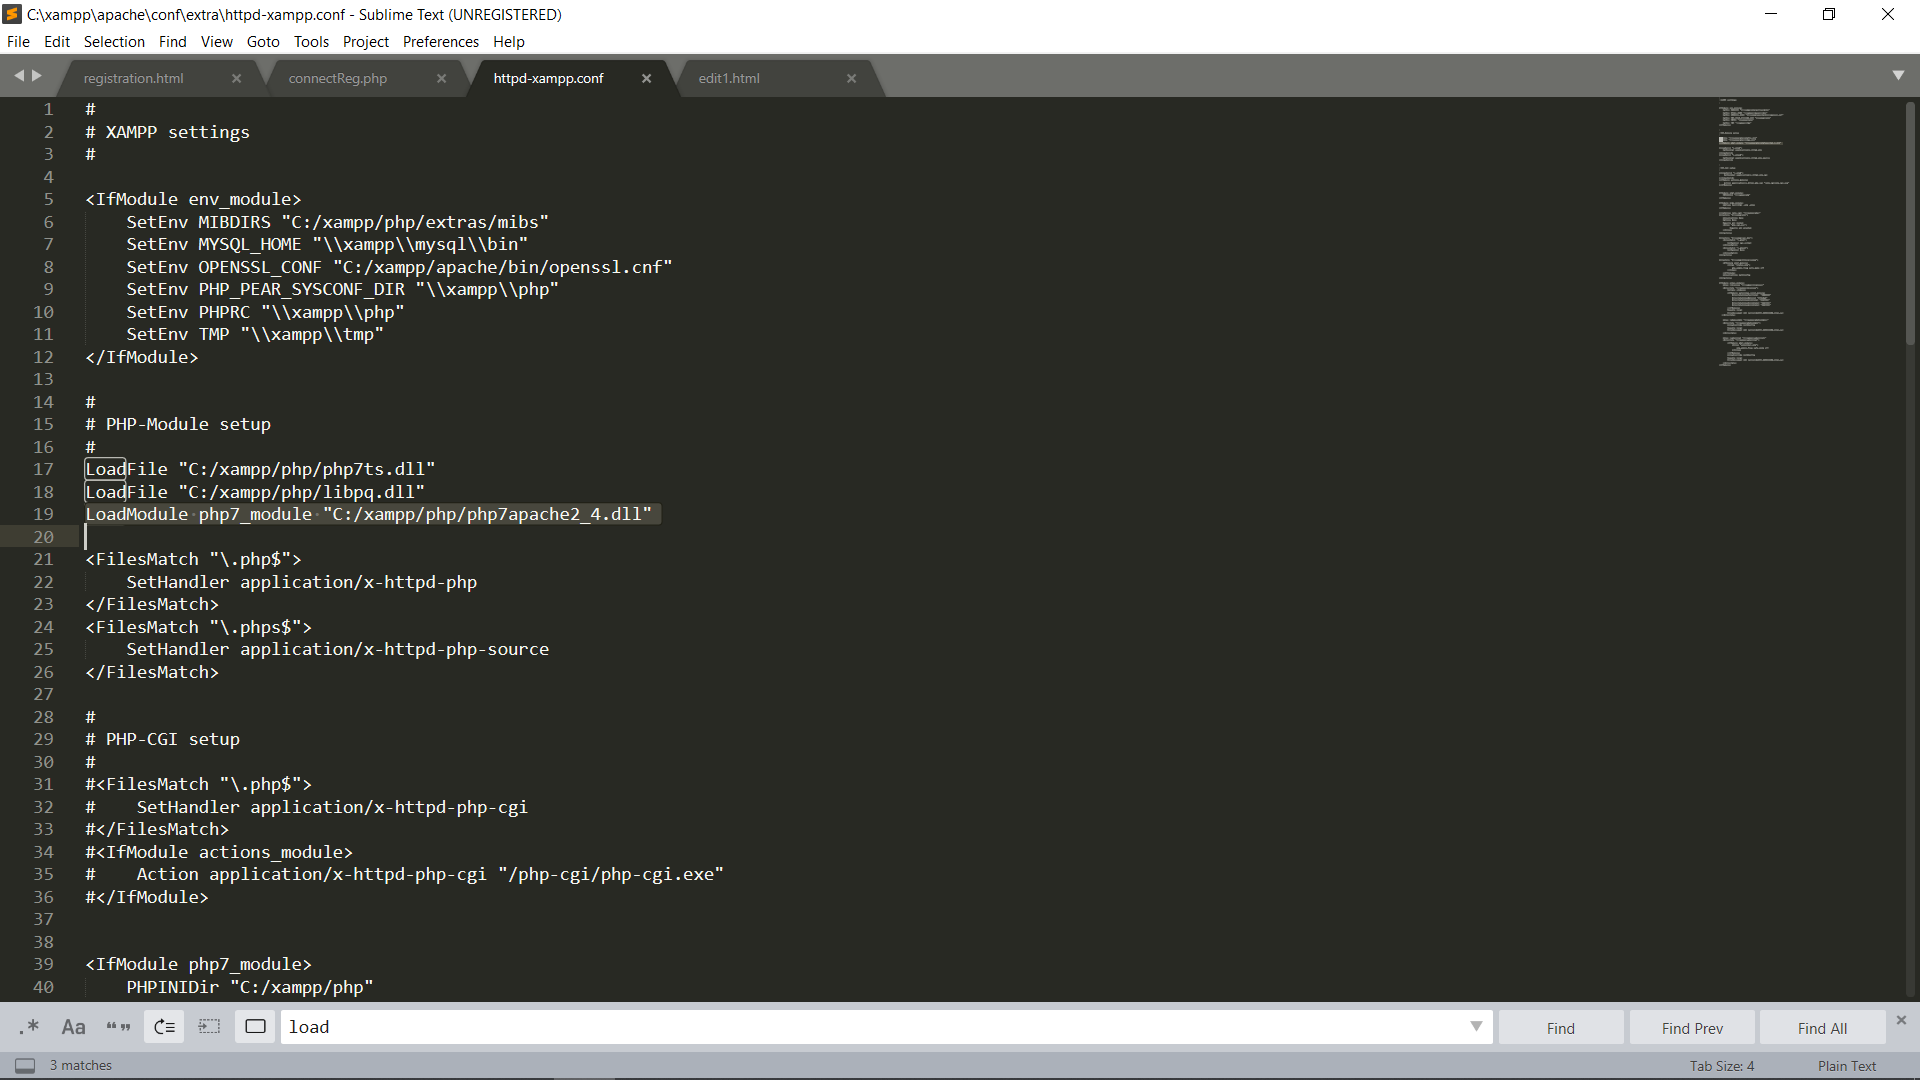 C:\xampp\apache\conf\extra\httpd-xampp.conf - Sublime Text (UNREGISTERED)
File Edit Selection Find View Goto Tools Project Preferences Help
registration.html connectReg.php httpd-xampp.conf edit1.html
1 #
2 # XAMPP settings
3 #
4
5 <IfModule env_module>
6 SetEnv MIBDIRS "C:/xampp/php/extras/mibs"
7 SetEnv MYSQL_HOME "\\xampp\\mysql\\bin"
8 SetEnv OPENSSL_CONF "C:/xampp/apache/bin/openssl.cnf"
9 SetEnv PHP_PEAR_SYSCONF_DIR "\\xampp\\php"
10 SetEnv PHPRC "\\xampp\\php"
11 SetEnv TMP "\\xampp\\tmp"
12 </IfModule>
13
14 #
15 # PHP-Module setup
16 #
17 LoadFile "C:/xampp/php/php7ts.dll"
18 LoadFile "C:/xampp/php/libpq.dll"
19 LoadModule php7_module "C:/xampp/php/php7apache2_4.dll"
20
21 <FilesMatch "\.php$">
22 SetHandler application/x-httpd-php
23 </FilesMatch>
24 <FilesMatch "\.phps$">
25 SetHandler application/x-httpd-php-source
26 </FilesMatch>
27
28 #
29 # PHP-CGI setup
30 #
31 #<FilesMatch "\.php$">
32 # SetHandler application/x-httpd-php-cgi
33 #</FilesMatch>
34 #<IfModule actions_module>
35 # Action application/x-httpd-php-cgi "/php-cgi/php-cgi.exe"
36 #</IfModule>
37
38
39 <IfModule php7_module>
40 PHPINIDir "C:/xampp/php"
.* Aa “” load Find Find Prev Find All
3 matches Tab Size: 4 Plain Text